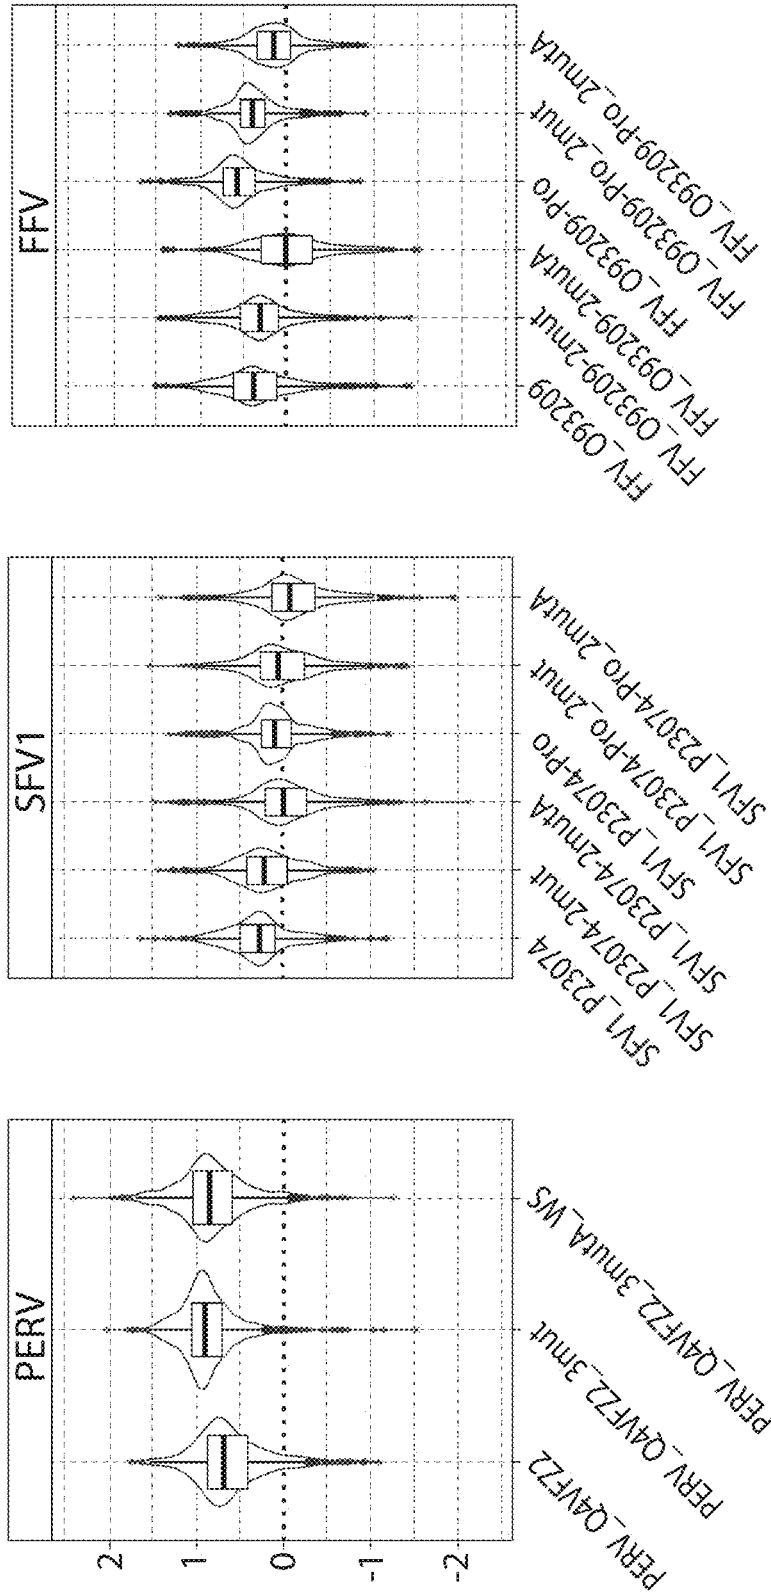 PERV
2
1
0
-1
-2
PERV_Q4VFZ2
PERV_Q4VFZ2_3mut
PERV_Q4VFZ2_3mutA_WS
SFV1
SFV1_P23074
SFV1_P23074-2mut
SFV1_P23074-2mutA
SFV1_P23074-Pro
SFV1_P23074-Pro_2mut
SFV1_P23074-Pro_2mutA
FFV
FFV_O93209
FFV_O93209-2mut
FFV_O93209-2mutA
FFV_O93209-Pro
FFV_O93209-Pro_2mut
FFV_O93209-Pro_2mutA